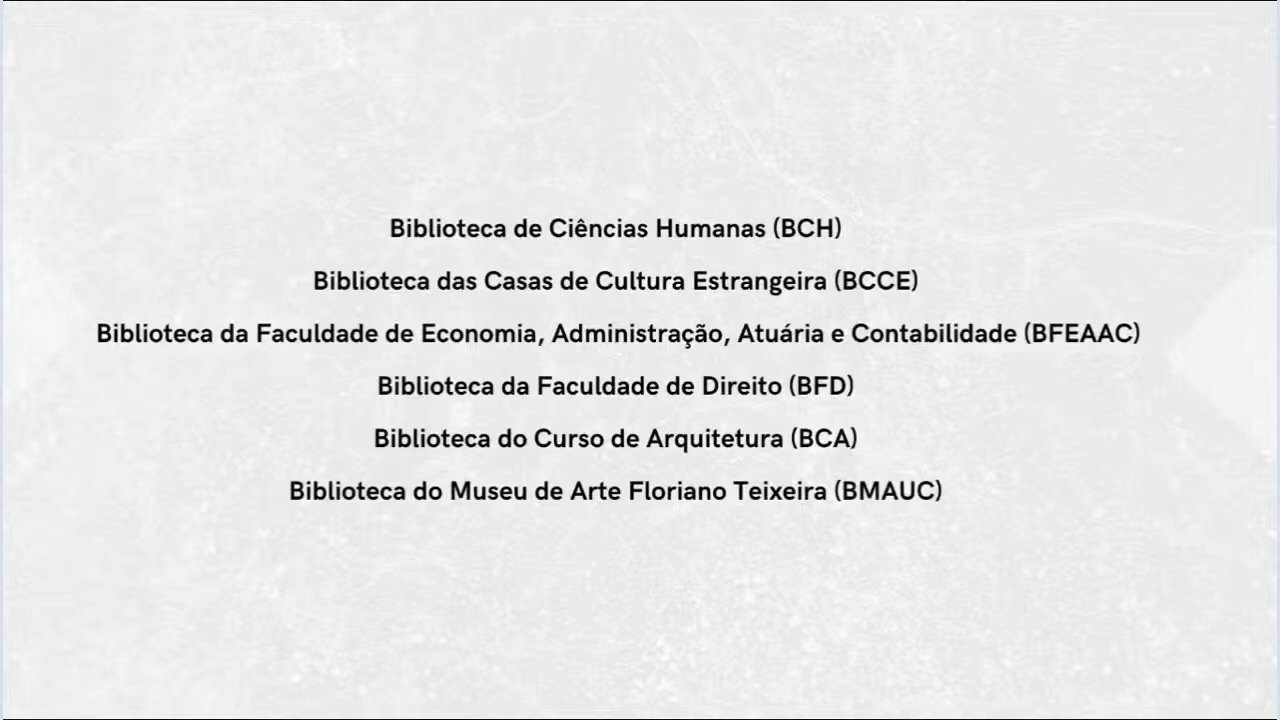 Biblioteca de Ciências Humanas (BCH)
Biblioteca das Casas de Cultura Estrangeira (BCCE)
Biblioteca da Faculdade de Economia, Administração, Atuária e Contabilidade (BFEAAC)
Biblioteca da Faculdade de Direito (BFD)
Biblioteca do Curso de Arquitetura (BCA)
Biblioteca do Museu de Arte Floriano Teixeira (BMAUC)